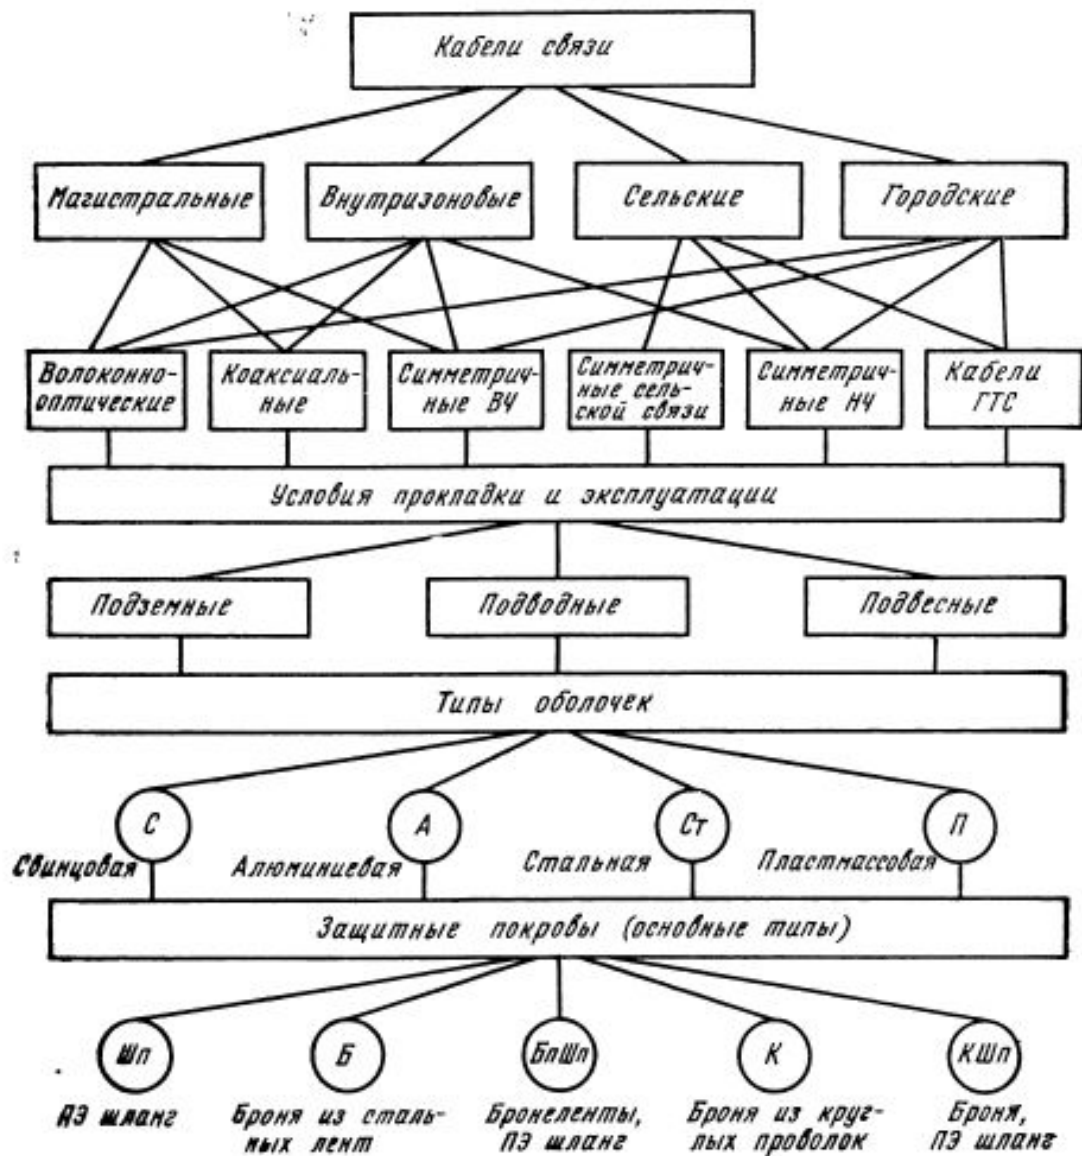 Кабели связи
Магистральные
Внутризоновые
Сельские
Городские
Волоконно-
оптические
Коаксиаль-
ные
Симметрич-
ные ВЧ
Симметрич-
ные сель-
ской связи
Симметрич-
ные НЧ
Кабели
ГТС
Условия прокладки и эксплуатации
Подземные
Подводные
Подвесные
Типы оболочек
С
А
Ст
П
Свинцовая
Алюминиевая
Стальная
Пластмассовая
Защитные покровы (основные типы)
Шп
Б
БпШп
К
КШп
ПЭ шланг
Броня из сталь-
ных лент
Бронеленты,
ПЭ шланг
Броня из круг-
лых проволок
Броня,
ПЭ шланг